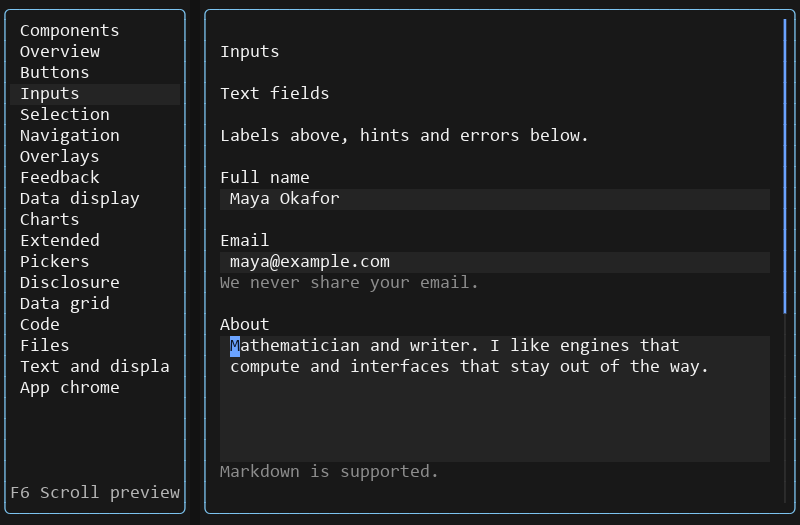 Components
Overview
Buttons
Inputs
Selection
Navigation
Overlays
Feedback
Data display
Charts
Extended
Pickers
Disclosure
Data grid
Code
Files
Text and displa
App chrome
F6 Scroll preview
Inputs
Text fields
Labels above, hints and errors below.
Full name
Maya Okafor
Email
maya@example.com
We never share your email.
About
Mathematician and writer. I like engines that
compute and interfaces that stay out of the way.
Markdown is supported.